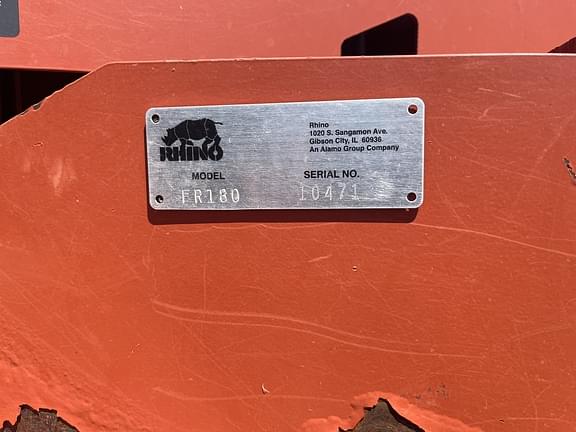 RHINO
Rhino
1020 S. Sangamon Ave.
Gibson City, IL 60936
An Alamo Group Company
MODEL
SERIAL NO.
FR180
10471